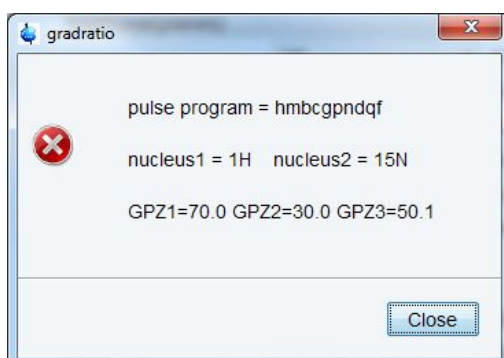 gradratio
pulse program = hmbcgpndqf
nucleus1 = 1H    nucleus2 = 15N
GPZ1=70.0 GPZ2=30.0 GPZ3=50.1
Close